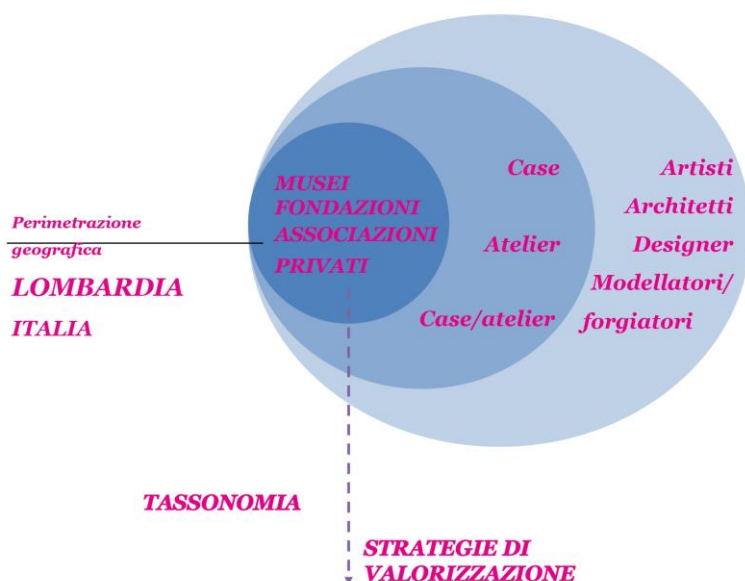 Perimetrazione
geografica
LOMBARDIA
ITALIA
MUSEI
FONDAZIONI
ASSOCIAZIONI
PRIVATI
Case
Atelier
Case/atelier
Artisti
Architetti
Designer
Modellatori/
forgiatori
TASSONOMIA
STRATEGIE DI
VALORIZZAZIONE